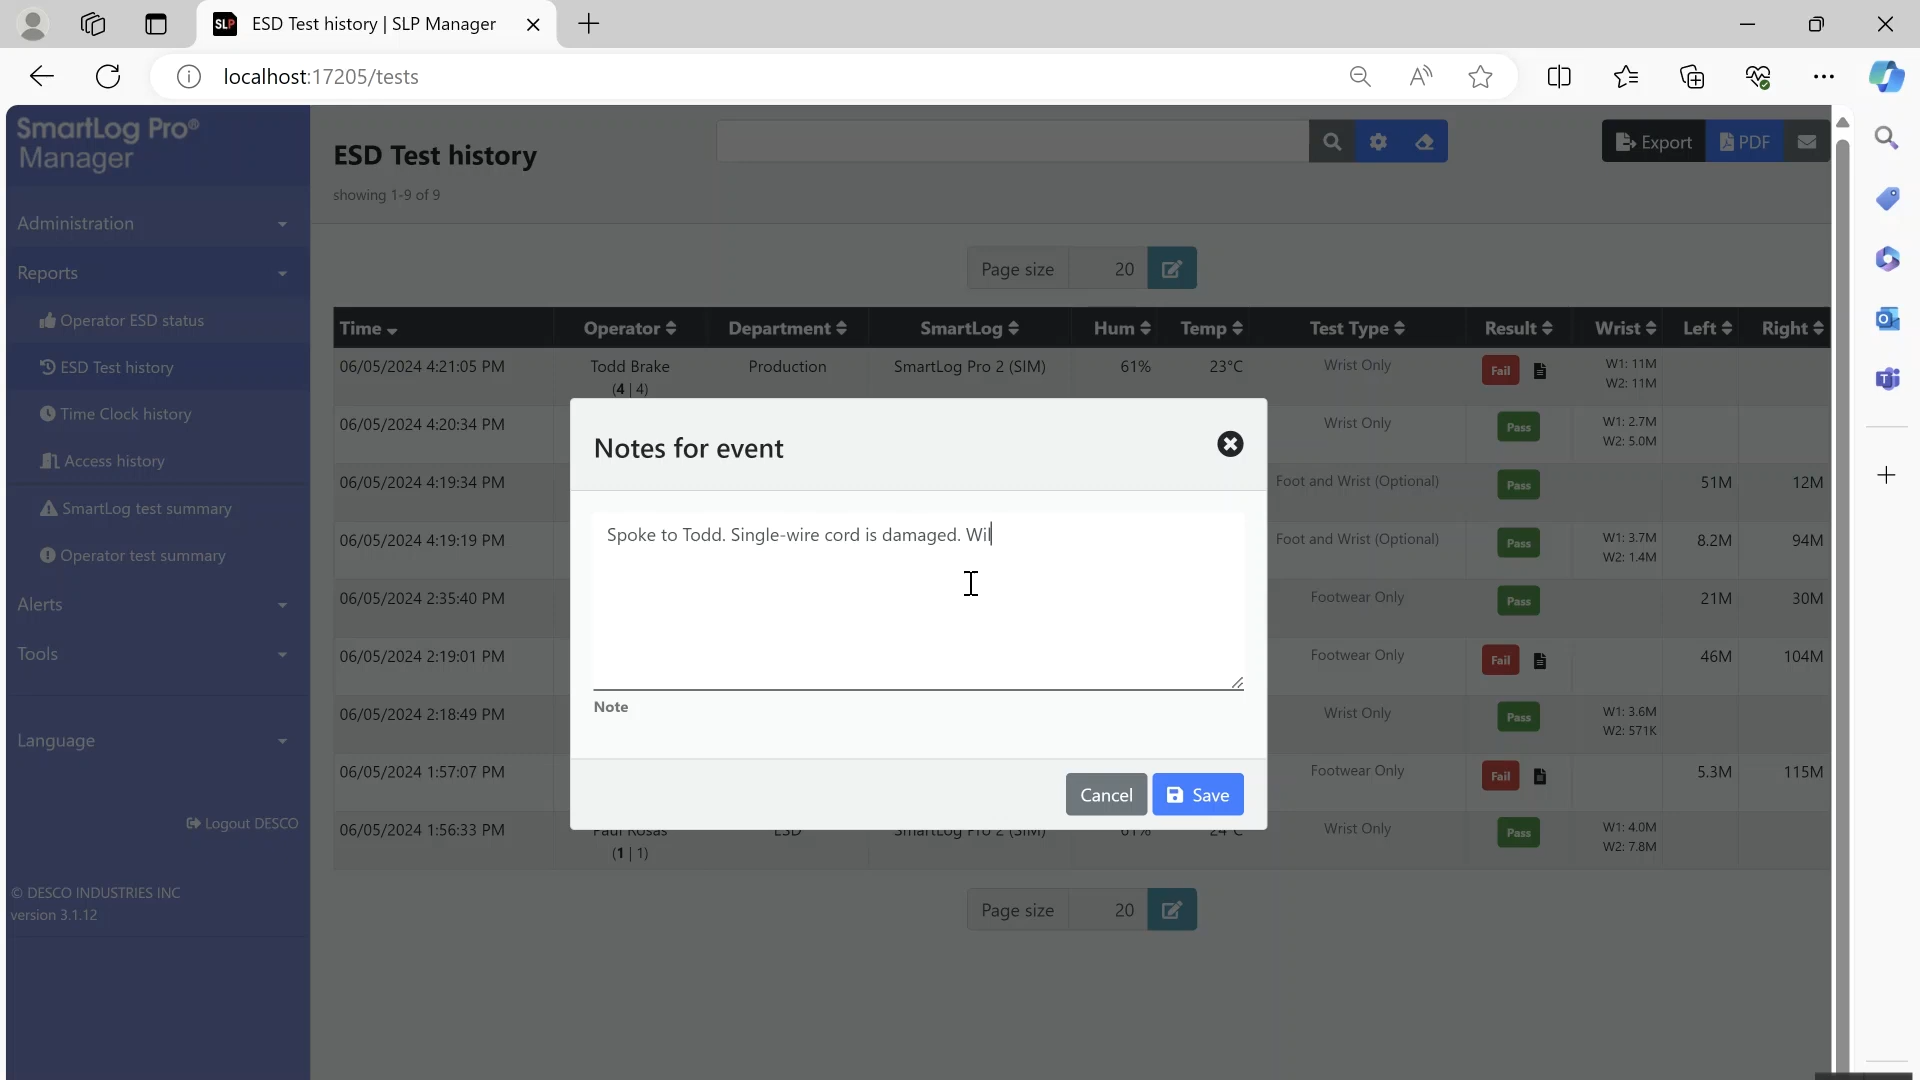 SLP ESD Test history | SLP Manager
localhost:17205/tests
SmartLog Pro®
Manager
Administration
Reports
Operator ESD status
ESD Test history
Time Clock history
Access history
SmartLog test summary
Operator test summary
Alerts
Tools
Language
Logout DESCO
© DESCO INDUSTRIES INC
version 3.1.12
ESD Test history
showing 1-9 of 9
Export PDF
Page size 20
Time Operator Department SmartLog Hum Temp Test Type Result Wrist Left Right
06/05/2024 4:21:05 PM Todd Brake Production SmartLog Pro 2 (SIM) 61% 23°C Wrist Only Fail W1: 11M
(4 | 4) W2: 11M
06/05/2024 4:20:34 PM Wrist Only Pass W1: 2.7M
W2: 5.0M
06/05/2024 4:19:34 PM Foot and Wrist (Optional) Pass 51M 12M
06/05/2024 4:19:19 PM Foot and Wrist (Optional) Pass W1: 3.7M 8.2M 94M
W2: 1.4M
06/05/2024 2:35:40 PM Footwear Only Pass 21M 30M
06/05/2024 2:19:01 PM Footwear Only Fail 46M 104M
06/05/2024 2:18:49 PM Wrist Only Pass W1: 3.6M
W2: 571K
06/05/2024 1:57:07 PM Footwear Only Fail 5.3M 115M
06/05/2024 1:56:33 PM Paul Rosas ESD SmartLog Pro 2 (SIM) 61% 24°C Wrist Only Pass W1: 4.0M
(1 | 1) W2: 7.8M
Page size 20
Notes for event
Spoke to Todd. Single-wire cord is damaged. Wil
Note
Cancel Save